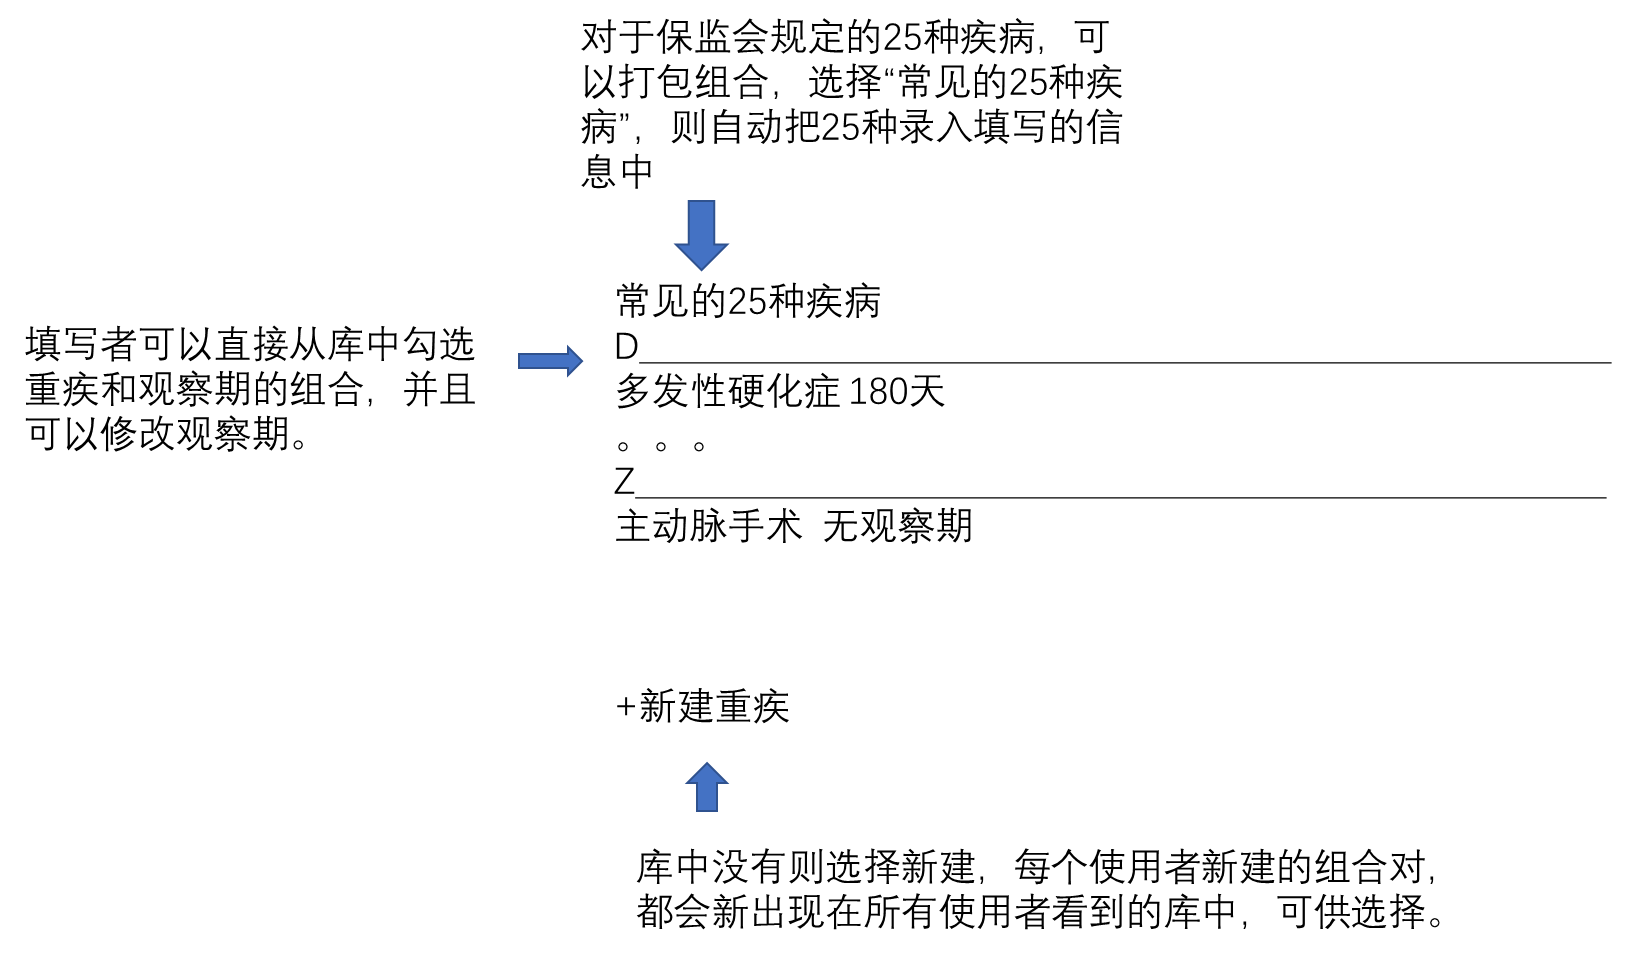 对于保监会规定的25种疾病，可
以打包组合，选择“常见的25种疾
病”，则自动把25种录入填写的信
息中
填写者可以直接从库中勾选
重疾和观察期的组合，并且
可以修改观察期。
常见的25种疾病
D
多发性硬化症 180天
。。。
Z
主动脉手术 无观察期
+新建重疾
库中没有则选择新建，每个使用者新建的组合对，
都会新出现在所有使用者看到的库中，可供选择。